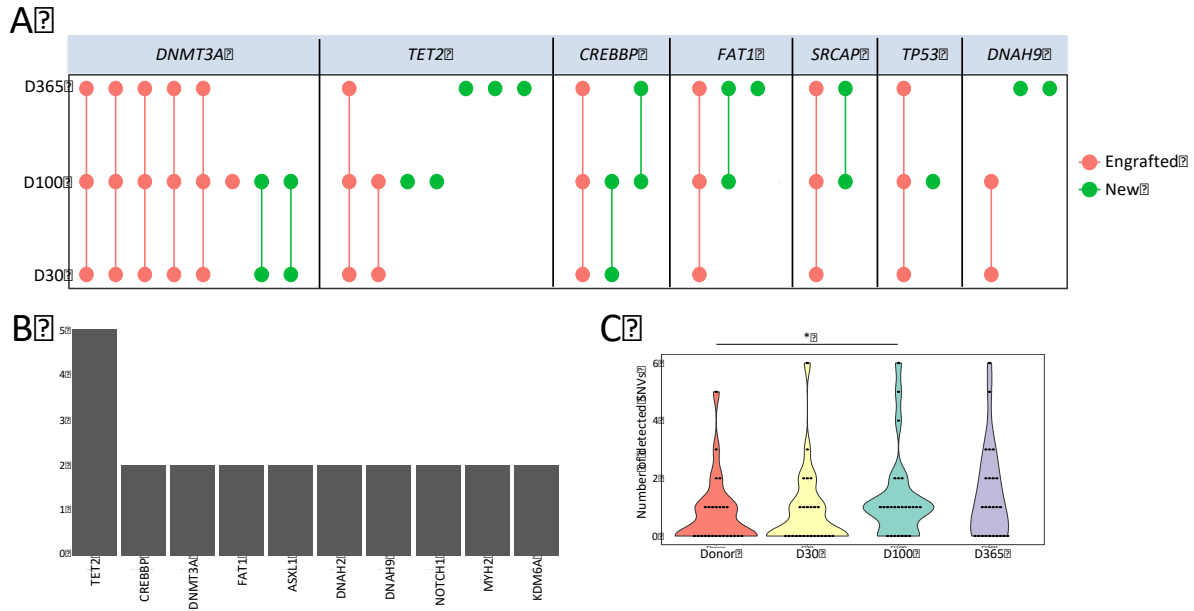 A
DNMT3A TET2 CREBBP FAT1 SRCAP TP53 DNAH9
D365
D100
D30
Engrafted
New
B
5
4
3
2
1
0
TET2 CREBBP DNMT3A FAT1 ASXL1 DNAH2 DNAH9 NOTCH1 MYH2 KDM6A
C
*
Number of detected SNVs
6
4
2
0
Donor D30 D100 D365